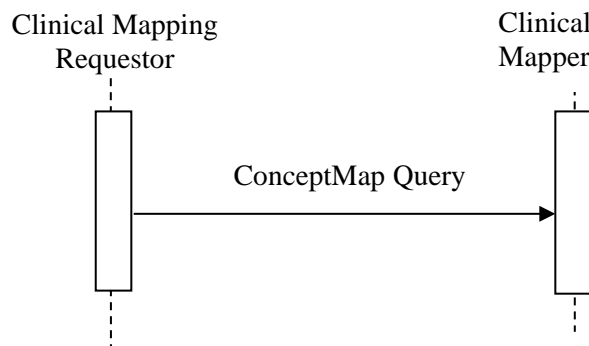 Clinical Mapping
Requestor
Clinical
Mapper
ConceptMap Query